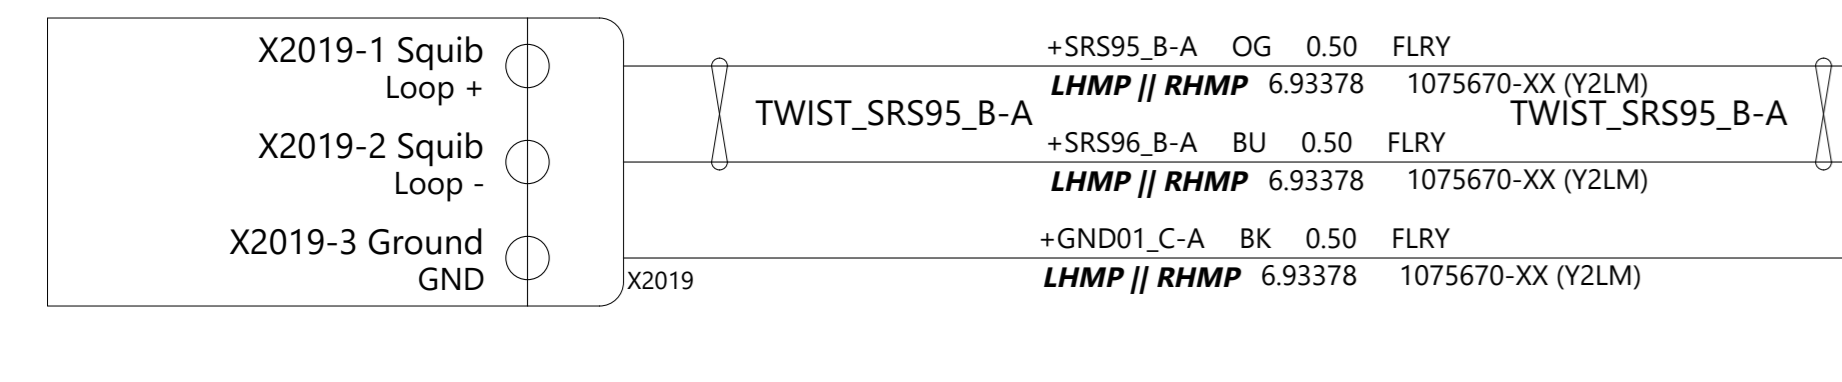 X2019-1 Squib
Loop +
X2019-2 Squib
Loop -
X2019-3 Ground
GND
X2019
+SRS95_B-A OG 0.50 FLRY
LHMP || RHMP 6.93378 1075670-XX (Y2LM)
TWIST_SRS95_B-A
TWIST_SRS95_B-A
+SRS96_B-A BU 0.50 FLRY
LHMP || RHMP 6.93378 1075670-XX (Y2LM)
+GND01_C-A BK 0.50 FLRY
LHMP || RHMP 6.93378 1075670-XX (Y2LM)